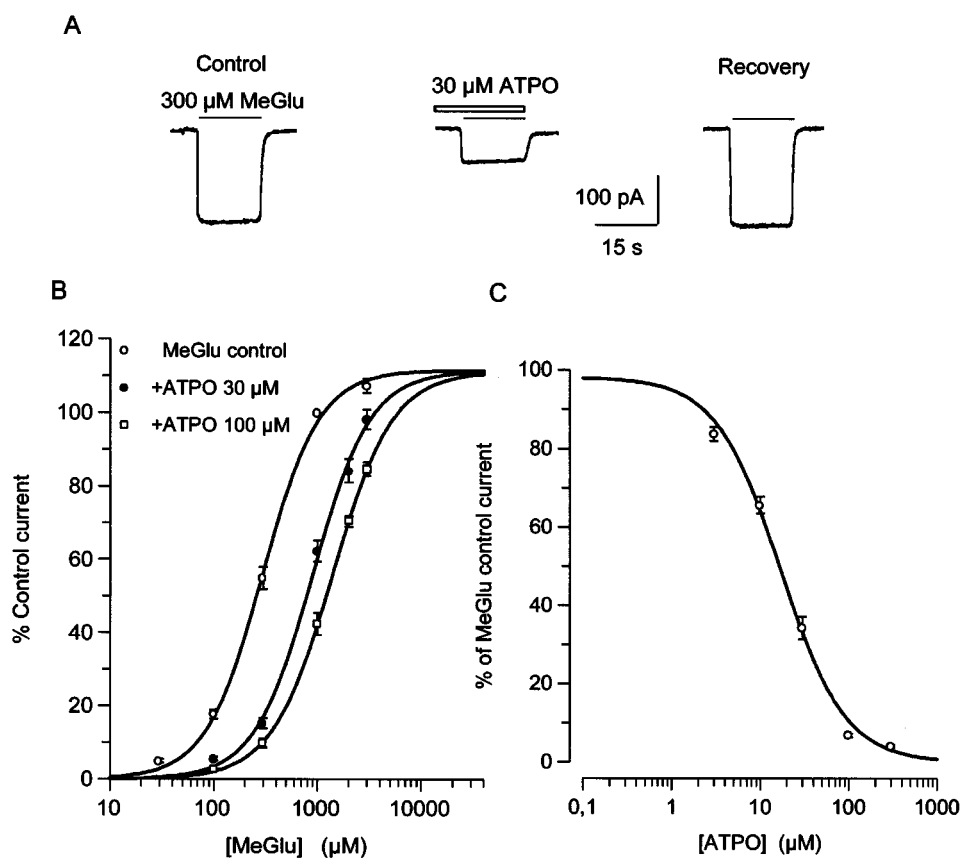 A
Control
300 µM MeGlu
30 µM ATPO
Recovery
100 pA
15 s
B
% Control current
120
100
80
60
40
20
0
MeGlu control
+ATPO 30 µM
+ATPO 100 µM
10
100
1000
10000
[MeGlu] (µM)
C
% of MeGlu control current
100
80
60
40
20
0
0,1
1
10
100
1000
[ATPO] (µM)